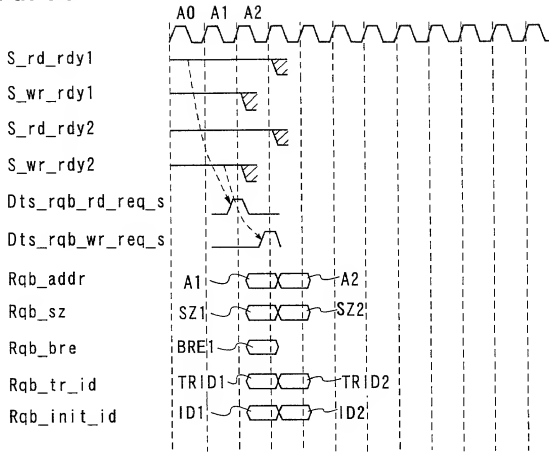 A0 A1 A2
S_rd_rdy1
S_wr_rdy1
S_rd_rdy2
S_wr_rdy2
Dts_rqb_rd_req_s
Dts_rqb_wr_req_s
Rqb_addr A1 A2
Rqb_sz SZ1 SZ2
Rqb_bre BRE1
Rqb_tr_id TRID1 TRID2
Rqb_init_id ID1 ID2